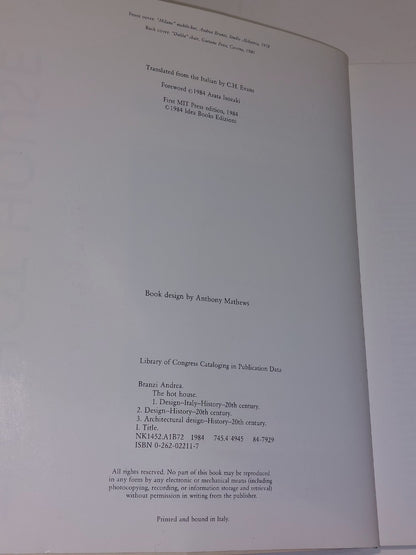 Front cover: "Milano" mobile-bar, Andrea Branzi, Studio Alchymia, 1979
Back cover: "Dublix" chair, Gaetano Pesce, Cassina, 1980
Translated from the Italian by C.H. Evans
Foreword ©1984 Arata Isozaki
First MIT Press edition, 1984
©1984 Idea Books Edizioni
Book design by Anthony Mathews
Library of Congress Cataloging in Publication Data
Branzi Andrea.
The hot house.
1. Design–Italy–History–20th century.
2. Design–History–20th century.
3. Architectural design–History–20th century.
I. Title.
NK1452.A1B72 1984 745.4 4945 84-7929
ISBN 0-262-02211-7
All rights reserved. No part of this book may be reproduced
in any form by any electronic or mechanical means (including
photocopying, recording, or information storage and retrieval)
without permission in writing from the publisher.
Printed and bound in Italy.